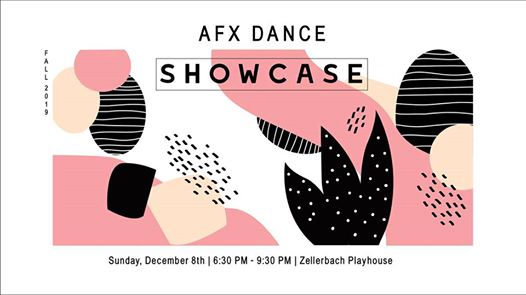 AFX DANCE
SHOWCASE
FALL 2019
Sunday, December 8th | 6:30 PM - 9:30 PM | Zellerbach Playhouse